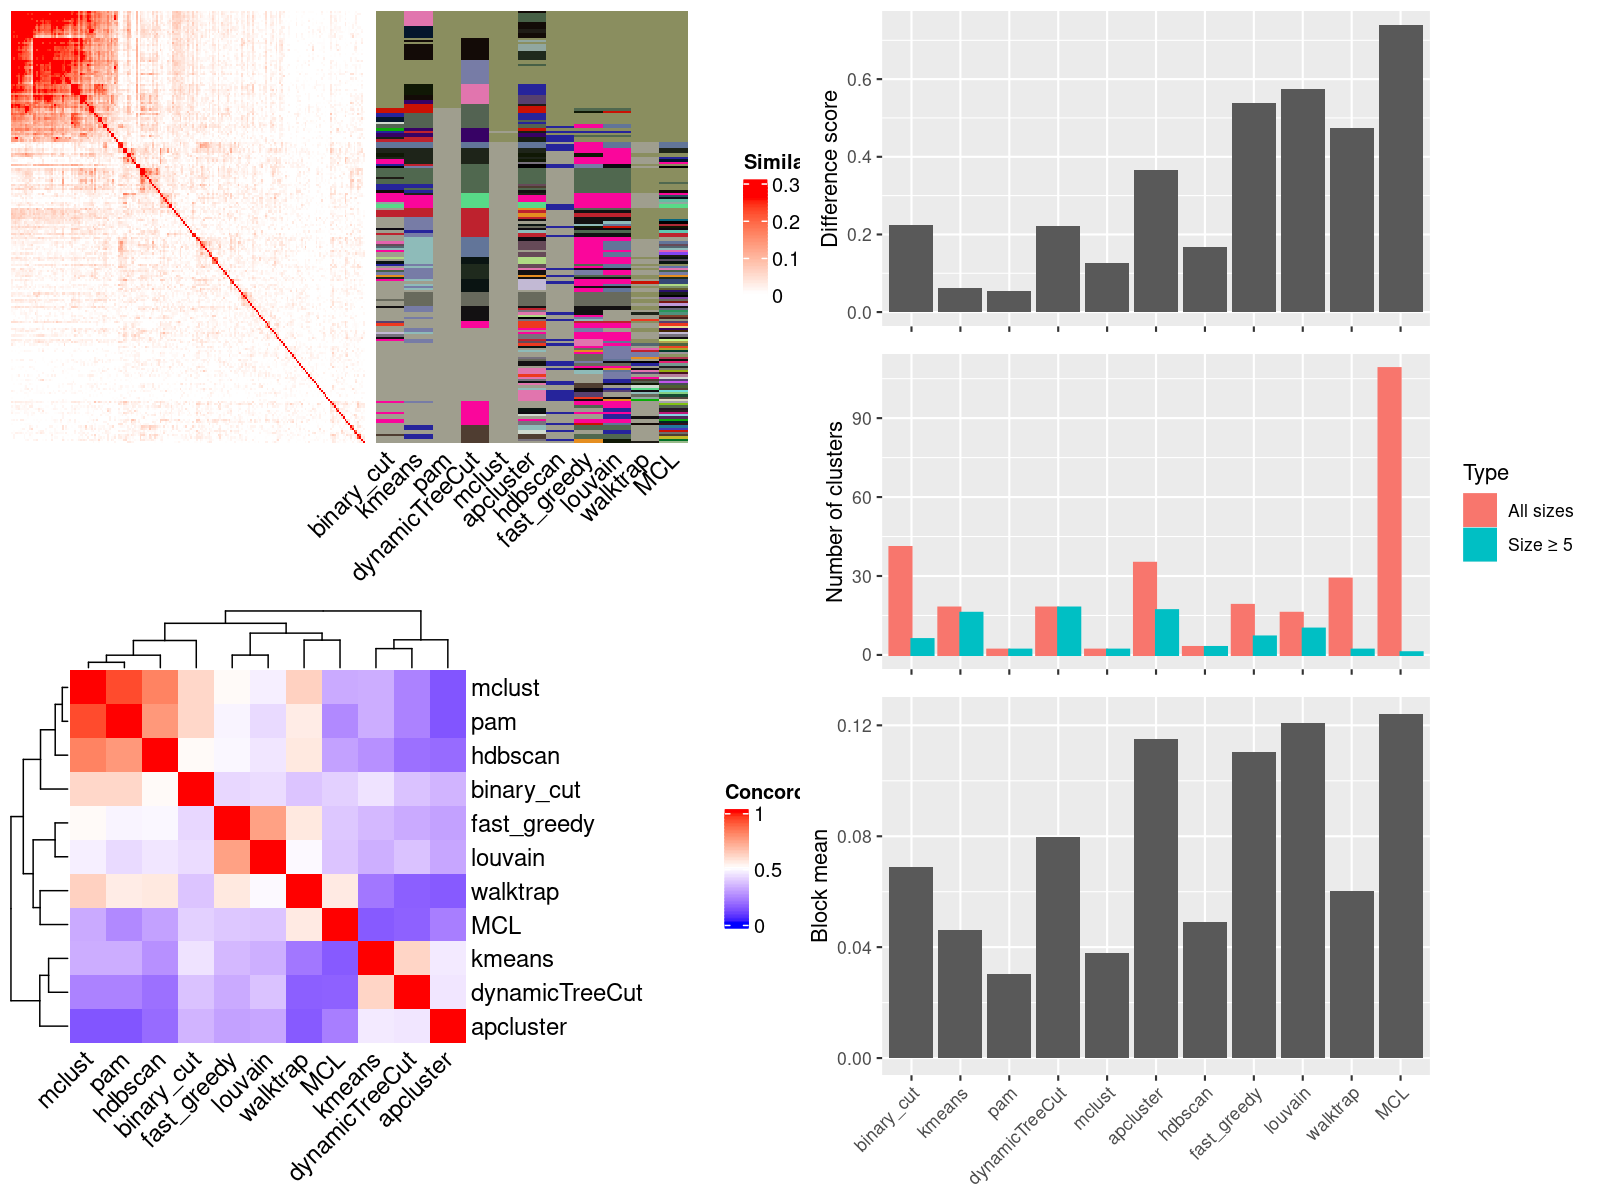 Simila
0.3
0.2
0.1
0
binary_cut
kmeans
pam
dynamicTreeCut
mclust
apcluster
hdbscan
fast_greedy
louvain
walktrap
MCL
mclust
pam
hdbscan
binary_cut
fast_greedy
louvain
walktrap
MCL
kmeans
dynamicTreeCut
apcluster
mclust
pam
hdbscan
binary_cut
fast_greedy
louvain
walktrap
MCL
kmeans
dynamicTreeCut
apcluster
Concord
1
0.5
0
Difference score
0.6
0.4
0.2
0.0
Number of clusters
90
60
30
0
Type
All sizes
Size ≥ 5
Block mean
0.12
0.08
0.04
0.00
binary_cut
kmeans
pam
dynamicTreeCut
mclust
apcluster
hdbscan
fast_greedy
louvain
walktrap
MCL